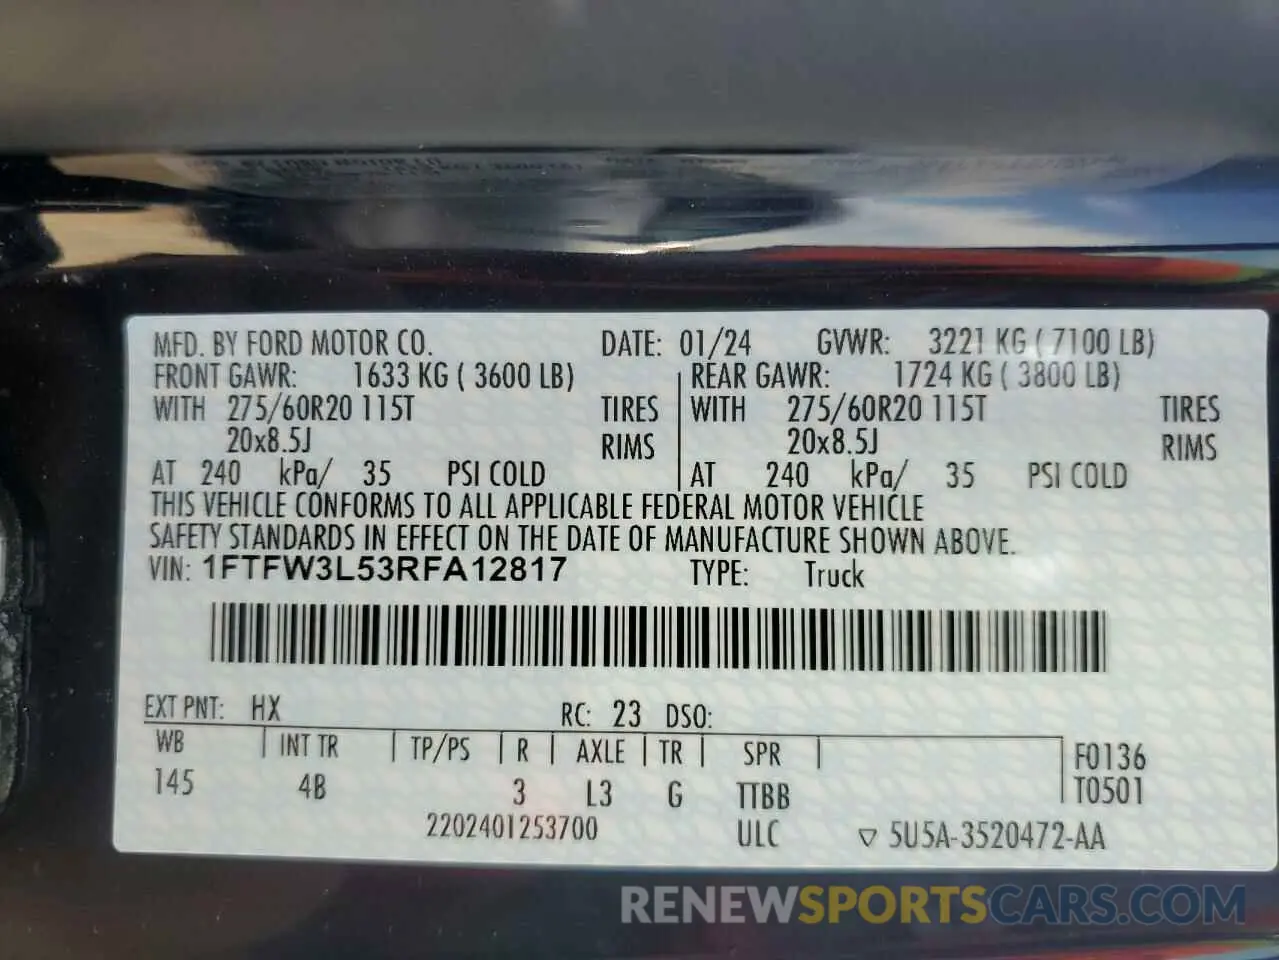 MFD. BY FORD MOTOR CO. DATE: 01/24 GVWR: 3221 KG ( 7100 LB)
FRONT GAWR: 1633 KG ( 3600 LB) REAR GAWR: 1724 KG ( 3800 LB)
WITH 275/60R20 115T TIRES WITH 275/60R20 115T TIRES
20x8.5J RIMS 20x8.5J RIMS
AT 240 kPa/ 35 PSI COLD AT 240 kPa/ 35 PSI COLD
THIS VEHICLE CONFORMS TO ALL APPLICABLE FEDERAL MOTOR VEHICLE
SAFETY STANDARDS IN EFFECT ON THE DATE OF MANUFACTURE SHOWN ABOVE.
VIN: 1FTFW3L53RFA12817 TYPE: Truck
EXT PNT: HX RC: 23 DSO:
WB INT TR TP/PS R AXLE TR SPR F0136
145 4B 3 L3 G TTBB T0501
2202401253700 ULC ▽ 5U5A-3520472-AA
RENEWSPORTSCARS.COM